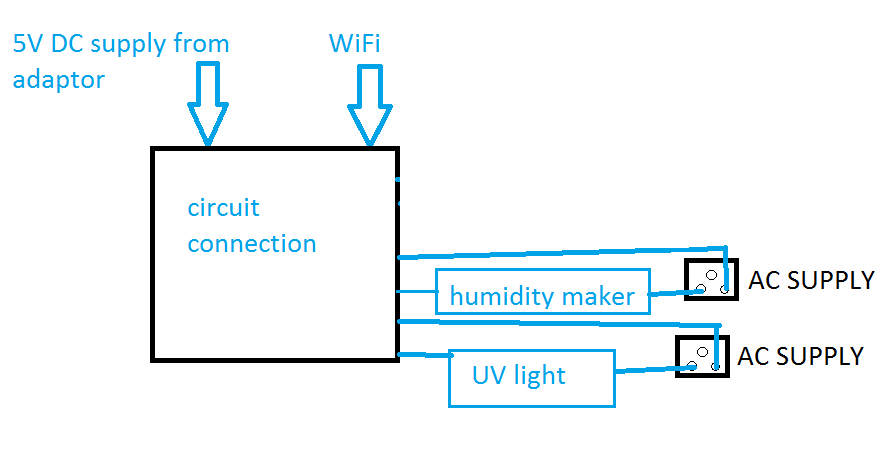 5V DC supply from
adaptor
WiFi
circuit
connection
humidity maker
AC SUPPLY
UV light
AC SUPPLY